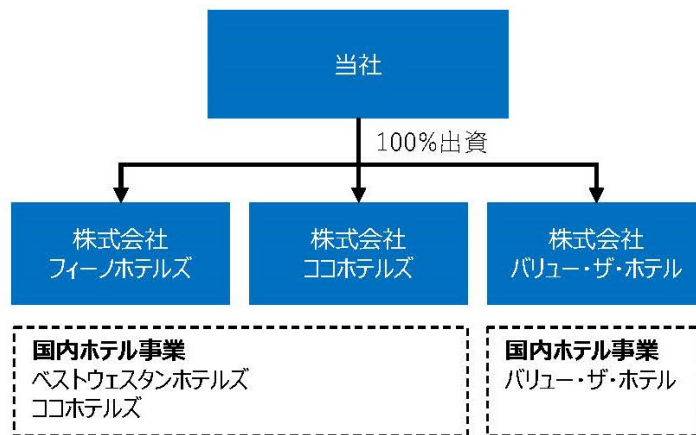 当社
100%出資
株式会社
フィーノホテルズ
株式会社
ココホテルズ
株式会社
バリュー・ザ・ホテル
国内ホテル事業
ベストウェスタンホテルズ
ココホテルズ
国内ホテル事業
バリュー・ザ・ホテル